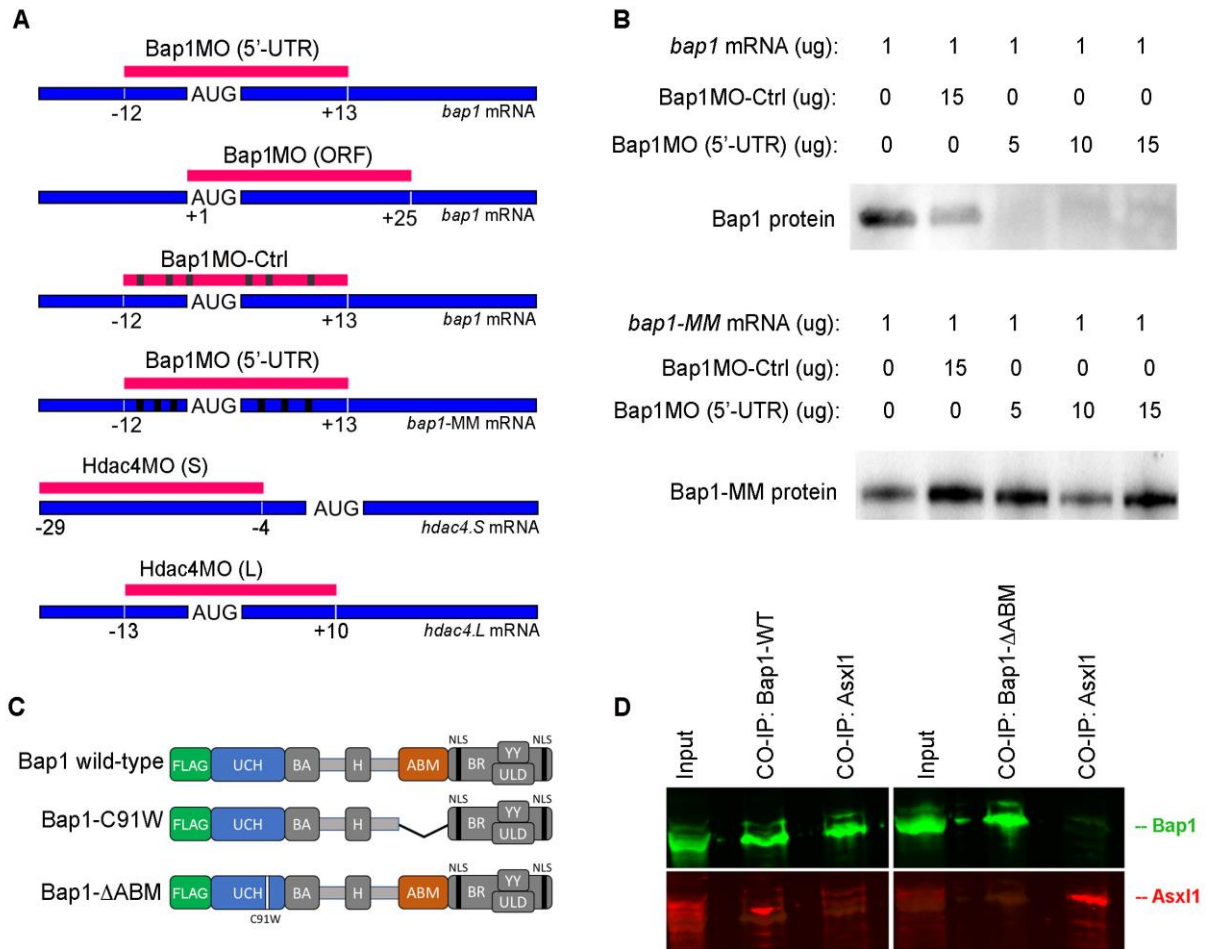 A
Bap1MO (5'-UTR)
AUG
-12
+13
bap1 mRNA
Bap1MO (ORF)
AUG
+1
+25
bap1 mRNA
Bap1MO-Ctrl
AUG
-12
+13
bap1 mRNA
Bap1MO (5'-UTR)
AUG
-12
+13
bap1-MM mRNA
Hdac4MO (S)
AUG
-29
-4
hdac4.S mRNA
Hdac4MO (L)
AUG
-13
+10
hdac4.L mRNA
B
bap1 mRNA (ug): 1 1 1 1 1
Bap1MO-Ctrl (ug): 0 15 0 0 0
Bap1MO (5'-UTR) (ug): 0 0 5 10 15
Bap1 protein
bap1-MM mRNA (ug): 1 1 1 1 1
Bap1MO-Ctrl (ug): 0 15 0 0 0
Bap1MO (5'-UTR) (ug): 0 0 5 10 15
Bap1-MM protein
C
NLS NLS
Bap1 wild-type FLAG UCH BA H ABM BR YY ULD
NLS NLS
Bap1-C91W FLAG UCH BA H BR YY ULD
NLS NLS
Bap1-ΔABM FLAG UCH BA H ABM BR YY ULD
C91W
D
Input
CO-IP: Bap1-WT
CO-IP: Asxl1
Input
CO-IP: Bap1-ΔABM
CO-IP: Asxl1
-- Bap1
-- Asxl1